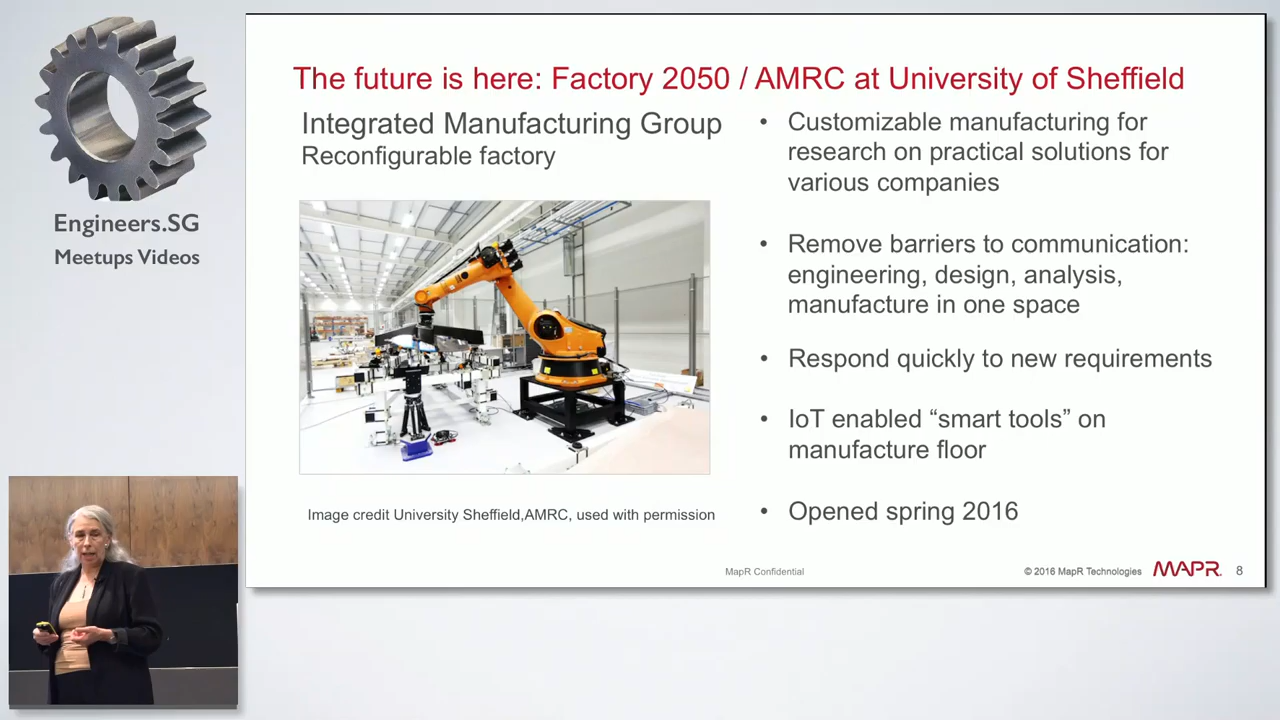 Engineers.SG
Meetups Videos
The future is here: Factory 2050 / AMRC at University of Sheffield
Integrated Manufacturing Group
Reconfigurable factory
Image credit University Sheffield,AMRC, used with permission
• Customizable manufacturing for
research on practical solutions for
various companies
• Remove barriers to communication:
engineering, design, analysis,
manufacture in one space
• Respond quickly to new requirements
• IoT enabled “smart tools” on
manufacture floor
• Opened spring 2016
MapR Confidential
© 2016 MapR Technologies
MAPR
8